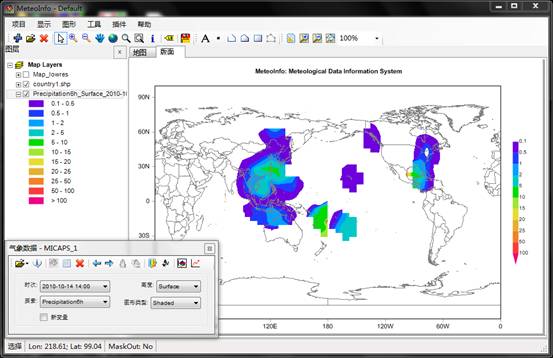 MeteoInfo - Default
项目 显示 图形 工具 插件 帮助
100%
图层
地图 版面
Map Layers
Map_lowres
country1.shp
Precipitation6h_Surface_2010-10
0.1 - 0.5
0.5 - 1
1 - 2
2 - 5
5 - 10
10 - 15
15 - 20
20 - 25
25 - 50
50 - 100
> 100
MeteoInfo: Meteological Data Information System
90N
60N
30N
0
30S
120E
180
120W
60W
0
0.1
0.5
1
2
5
10
15
20
25
50
100
气象数据 - MICAPS_1
时次: 2010-10-14 14:00 高度: Surface
要素: Precipitation6h 图形类型: Shaded
新变量
选择 Lon: 218.61; Lat: 99.04 MaskOut: No